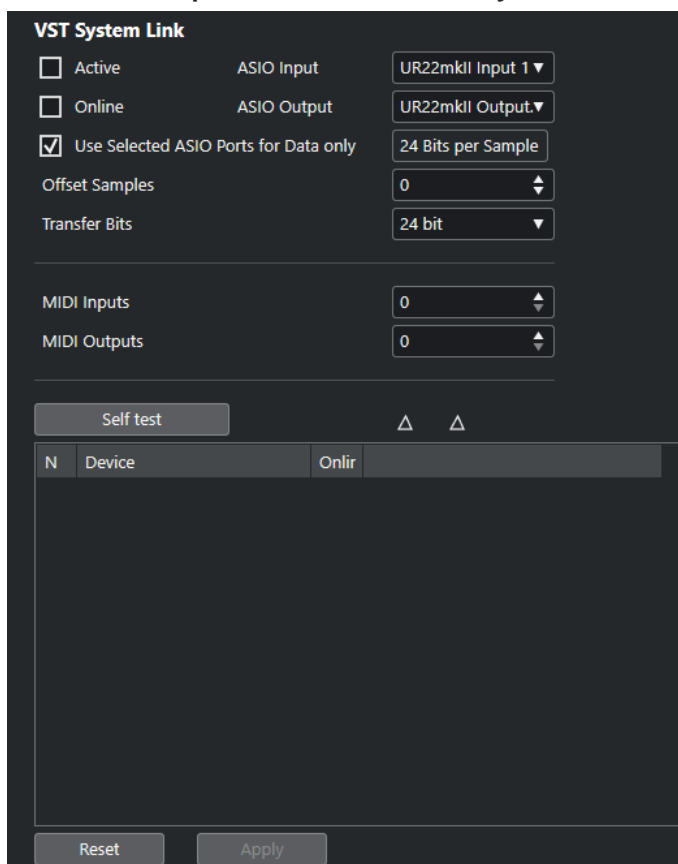 VST System Link
Active ASIO Input UR22mkII Input 1
Online ASIO Output UR22mkII Output.
Use Selected ASIO Ports for Data only 24 Bits per Sample
Offset Samples 0
Transfer Bits 24 bit
MIDI Inputs 0
MIDI Outputs 0
Self test
N Device Onlir
Reset Apply